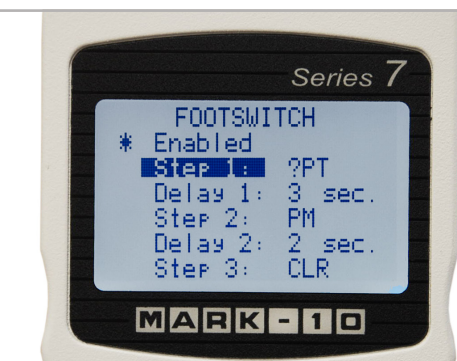 Series 7
FOOTSWITCH
* Enabled
Step 1: ?PT
Delay 1: 3 sec.
Step 2: PM
Delay 2: 2 sec.
Step 3: CLR
MARK-10